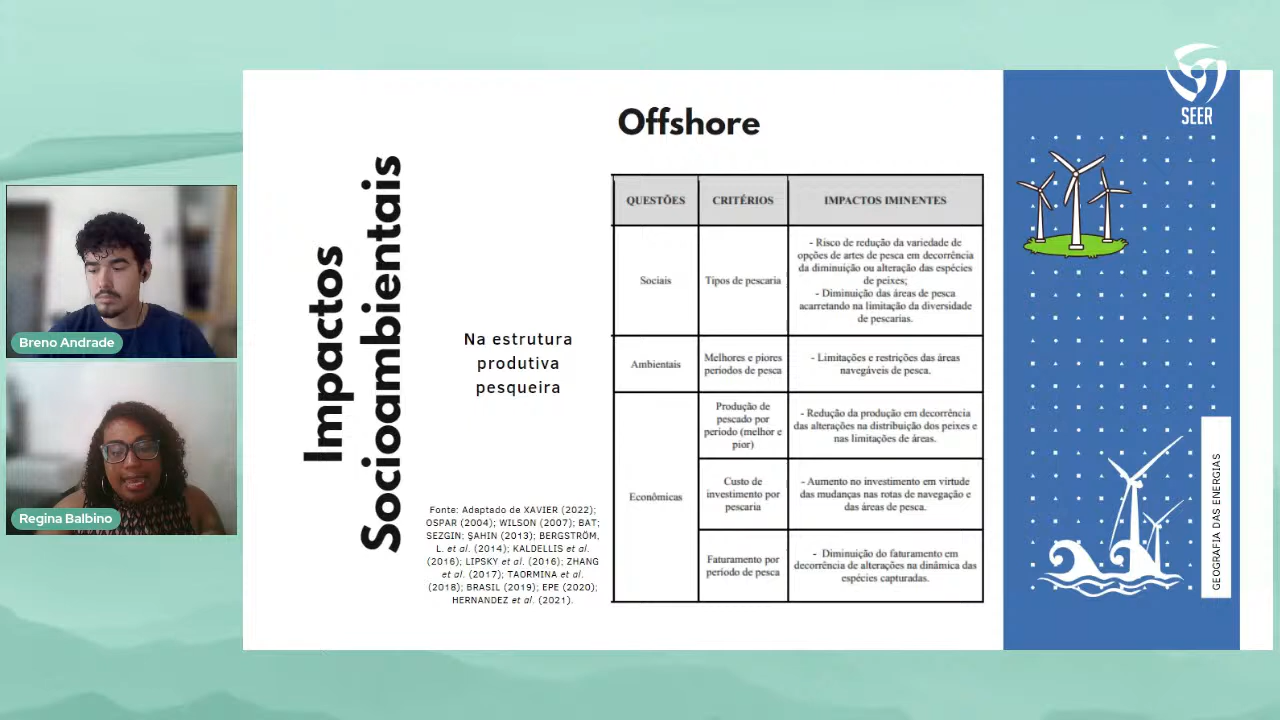 SEER
Offshore
Impactos
Socioambientais
Na estrutura
produtiva
pesqueira
QUESTÕES
CRITÉRIOS
IMPACTOS IMINENTES
Sociais
Tipos de pescaria
- Risco de redução da variedade de
opções de artes de pesca em decorrência
da diminuição ou alteração das espécies
de peixes;
- Diminuição das áreas de pesca
acarretando na limitação da diversidade
de pescarias.
Ambientais
Melhores e piores
períodos de pesca
- Limitações e restrições das áreas
navegáveis de pesca.
Econômicas
Produção de
pescado por
período (melhor e
pior)
- Redução da produção em decorrência
das alterações na distribuição dos peixes e
nas limitações de áreas.
Custo de
investimento por
pescaria
- Aumento no investimento em virtude
das mudanças nas rotas de navegação e
das áreas de pesca.
Faturamento por
período de pesca
- Diminuição do faturamento em
decorrência de alterações na dinâmica das
espécies capturadas.
Fonte: Adaptado de XAVIER (2022);
OSPAR (2004); WILSON (2007); BAT;
SEZGIN; ŞAHIN (2013); BERGSTRÖM,
L. et al. (2014); KALDELLIS et al.
(2016); LIPSKY et al. (2016); ZHANG
et al. (2017); TAORMINA et al.
(2018); BRASIL (2019); EPE (2020);
HERNANDEZ et al. (2021).
GEOGRAFIA DAS ENERGIAS
Breno Andrade
Regina Balbino